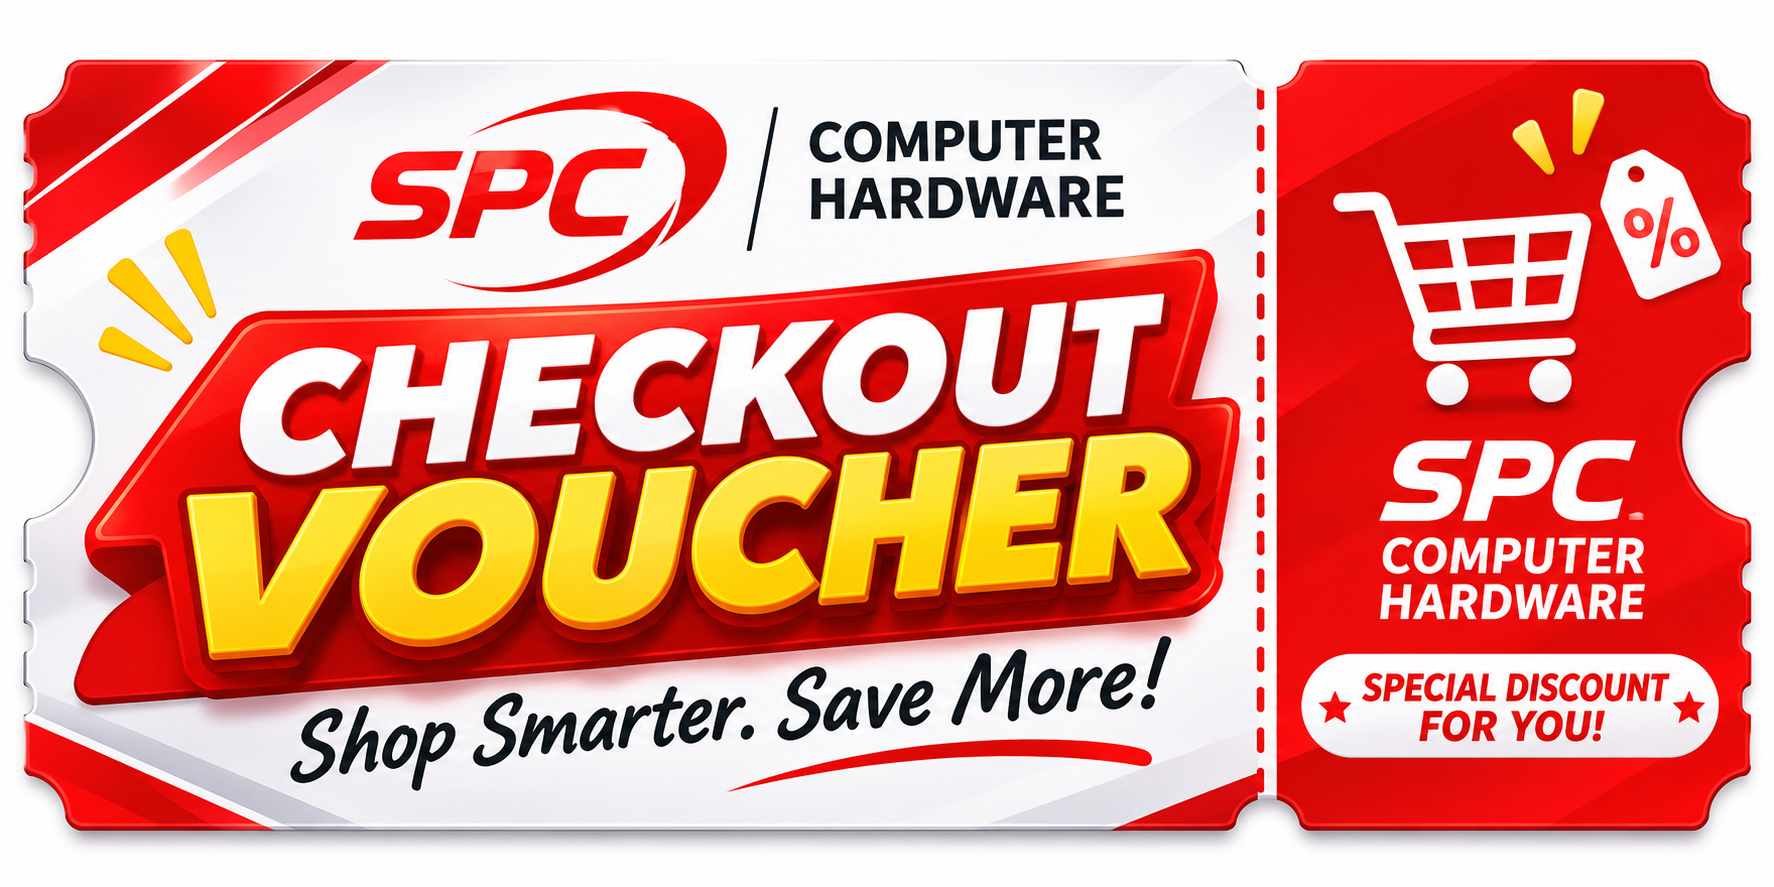 SPC
COMPUTER
HARDWARE
CHECKOUT
VOUCHER
Shop Smarter. Save More!
%
SPC
COMPUTER
HARDWARE
SPECIAL DISCOUNT
FOR YOU!